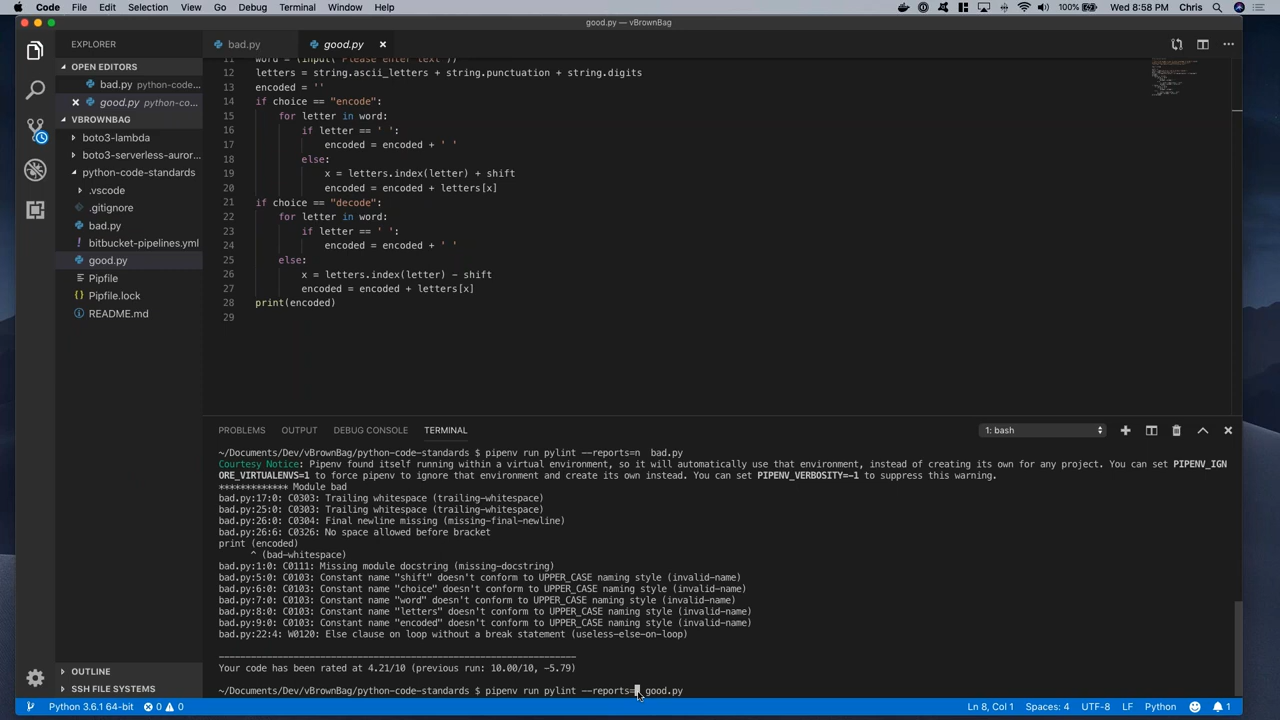 Code File Edit Selection View Go Debug Terminal Window Help 100% Wed 8:58 PM Chris
good.py — vBrownBag
EXPLORER
OPEN EDITORS
bad.py python-code...
good.py python-co...
VBROWNBAG
boto3-lambda
boto3-serverless-auror...
python-code-standards
.vscode
.gitignore
bad.py
bitbucket-pipelines.yml
good.py
Pipfile
Pipfile.lock
README.md
OUTLINE
SSH FILE SYSTEMS
bad.py good.py
11 word = (input("Please enter text"))
12 letters = string.ascii_letters + string.punctuation + string.digits
13 encoded = ''
14 if choice == "encode":
15 for letter in word:
16 if letter == ' ':
17 encoded = encoded + ' '
18 else:
19 x = letters.index(letter) + shift
20 encoded = encoded + letters[x]
21 if choice == "decode":
22 for letter in word:
23 if letter == ' ':
24 encoded = encoded + ' '
25 else:
26 x = letters.index(letter) - shift
27 encoded = encoded + letters[x]
28 print(encoded)
29
PROBLEMS OUTPUT DEBUG CONSOLE TERMINAL 1: bash
~/Documents/Dev/vBrownBag/python-code-standards $ pipenv run pylint --reports=n bad.py
Courtesy Notice: Pipenv found itself running within a virtual environment, so it will automatically use that environment, instead of creating its own for any project. You can set PIPENV_IGN
ORE_VIRTUALENVS=1 to force pipenv to ignore that environment and create its own instead. You can set PIPENV_VERBOSITY=-1 to suppress this warning.
************* Module bad
bad.py:17:0: C0303: Trailing whitespace (trailing-whitespace)
bad.py:25:0: C0303: Trailing whitespace (trailing-whitespace)
bad.py:26:0: C0304: Final newline missing (missing-final-newline)
bad.py:26:6: C0326: No space allowed before bracket
print (encoded)
^ (bad-whitespace)
bad.py:1:0: C0111: Missing module docstring (missing-docstring)
bad.py:5:0: C0103: Constant name "shift" doesn't conform to UPPER_CASE naming style (invalid-name)
bad.py:6:0: C0103: Constant name "choice" doesn't conform to UPPER_CASE naming style (invalid-name)
bad.py:7:0: C0103: Constant name "word" doesn't conform to UPPER_CASE naming style (invalid-name)
bad.py:8:0: C0103: Constant name "letters" doesn't conform to UPPER_CASE naming style (invalid-name)
bad.py:9:0: C0103: Constant name "encoded" doesn't conform to UPPER_CASE naming style (invalid-name)
bad.py:22:4: W0120: Else clause on loop without a break statement (useless-else-on-loop)
--------------------------------------------------------------
Your code has been rated at 4.21/10 (previous run: 10.00/10, -5.79)
~/Documents/Dev/vBrownBag/python-code-standards $ pipenv run pylint --reports= good.py
Python 3.6.1 64-bit 0 0 Ln 8, Col 1 Spaces: 4 UTF-8 LF Python 1